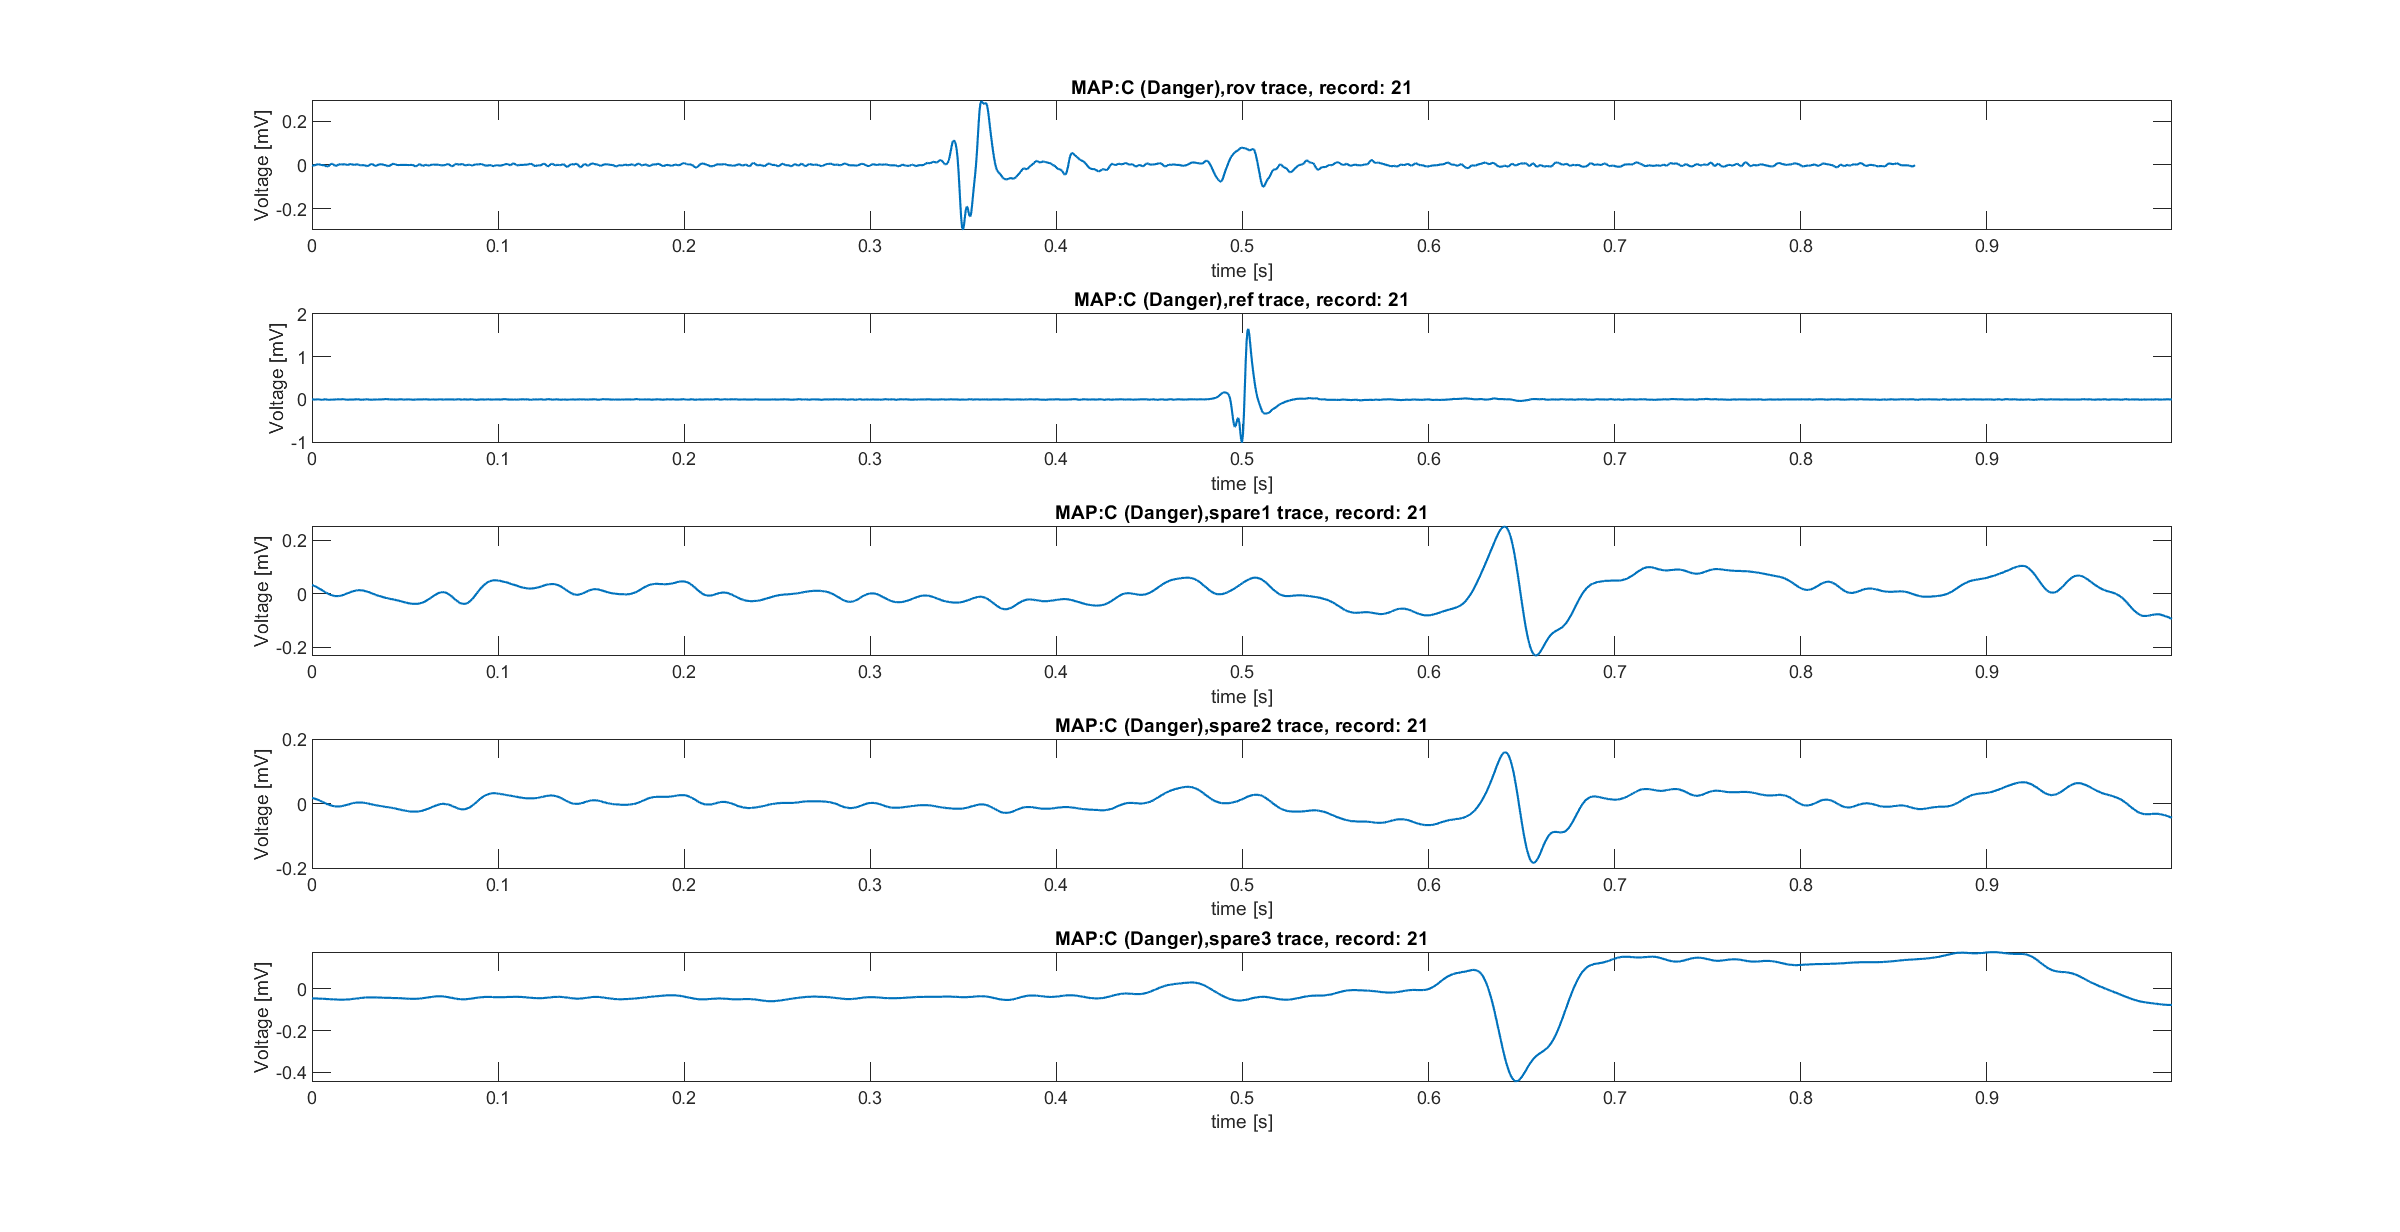 MAP:C (Danger),rov trace, record: 21
Voltage [mV]
0.2
0
-0.2
0 0.1 0.2 0.3 0.4 0.5 0.6 0.7 0.8 0.9
time [s]
MAP:C (Danger),ref trace, record: 21
Voltage [mV]
2
1
0
-1
0 0.1 0.2 0.3 0.4 0.5 0.6 0.7 0.8 0.9
time [s]
MAP:C (Danger),spare1 trace, record: 21
Voltage [mV]
0.2
0
-0.2
0 0.1 0.2 0.3 0.4 0.5 0.6 0.7 0.8 0.9
time [s]
MAP:C (Danger),spare2 trace, record: 21
Voltage [mV]
0.2
0
-0.2
0 0.1 0.2 0.3 0.4 0.5 0.6 0.7 0.8 0.9
time [s]
MAP:C (Danger),spare3 trace, record: 21
Voltage [mV]
0
-0.2
-0.4
0 0.1 0.2 0.3 0.4 0.5 0.6 0.7 0.8 0.9
time [s]